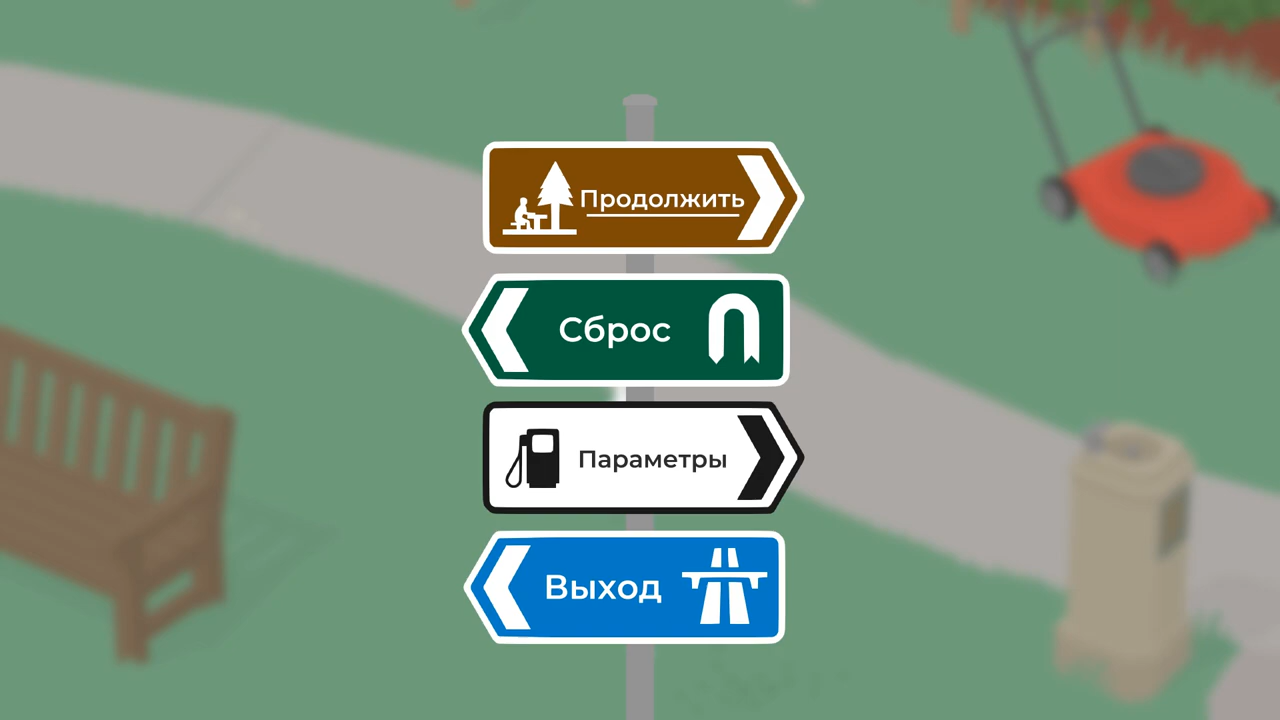 Продолжить
Сброс
Параметры
Выход